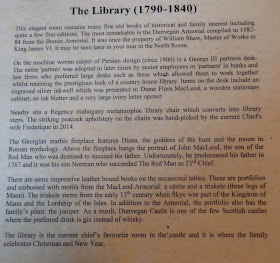 The Library (1790-1840)
This elegant room contains many fine old books of historical and family interest including
quite a few first editions. The most remarkable is the Dunvegan Armorial compiled in 1582-
84 from the Breton Armorial. It was once the property of William Shaw, Master of Works to
King James VI. It may be seen later in your tour in the North Room.
On the machine woven carpet of Persian design (circa 1900) is a George III partners desk.
The name 'partner' was adopted in later times by senior employees or 'partners' in banks and
law firms who preferred large desks such as these which allowed them to work together
whilst retaining the prestigious look of a country house library. Items on the desk include an
engraved silver inkwell which was presented to Dame Flora MacLeod, a wooden stationary
cabinet, an ink blotter and a very large ivory letter opener.
Nearby sits a Regency mahogany metamorphic library chair which converts into library
steps. The striking peacock upholstery on the chair was hand-picked by the current Chief's
wife Frederique in 2014.
The Georgian marble fireplace features Diana, the goddess of the hunt and the moon in
Roman mythology. Above the fireplace hangs the portrait of John MacLeod, the son of the
Red Man who was destined to succeed his father. Unfortunately, he predeceased his father in
1767 and it was his son Norman who succeeded The Red Man as 23rd Chief.
There are some impressive leather bound books on the occasional tables. These are portfolios
and embossed with motifs from the MacLeod Armorial; a castle and a triskele (three legs of
Mann). The triskele stems from the early 13th century when Skye was part of the Kingdom of
Mann and the Lordship of the Isles. In addition to the Armorial, the portfolio also has the
family's plant: the juniper. As a result, Dunvegan Castle is one of the few Scottish castles
where the preferred drink is gin instead of whisky.
The library is the current chief's favourite room in the castle and it is where the family
celebrates Christmas and New Year.